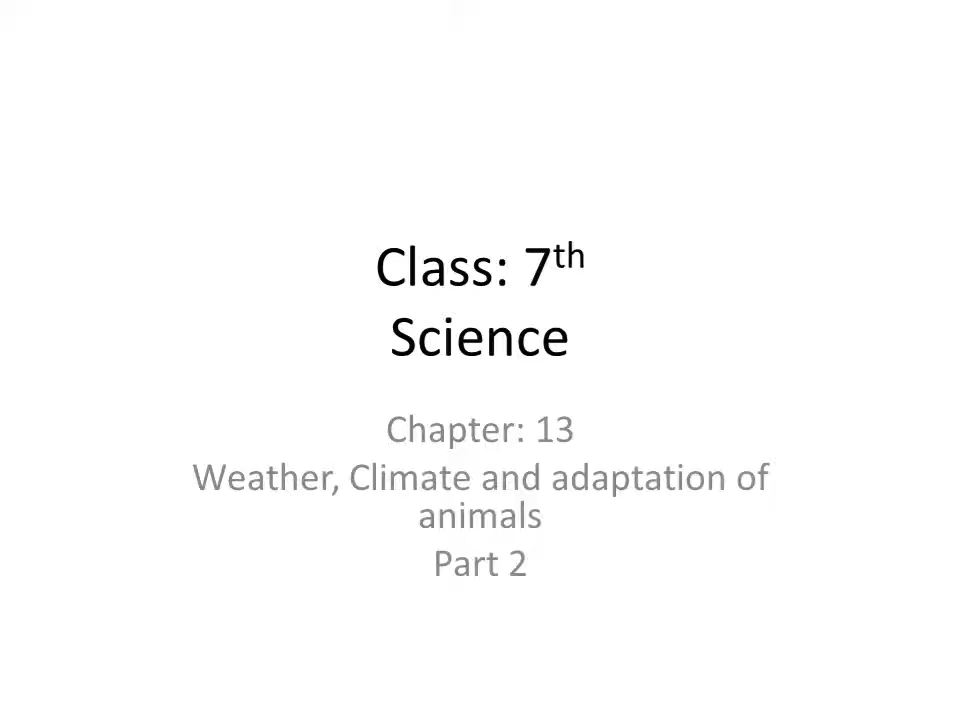 Class: 7th
Science
Chapter: 13
Weather, Climate and adaptation of
animals
Part 2